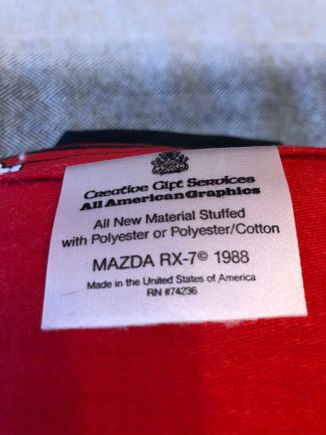 Creative Gift Services
All American Graphics
All New Material Stuffed
with Polyester or Polyester/Cotton
MAZDA RX-7© 1988
Made in the United States of America
RN #74236